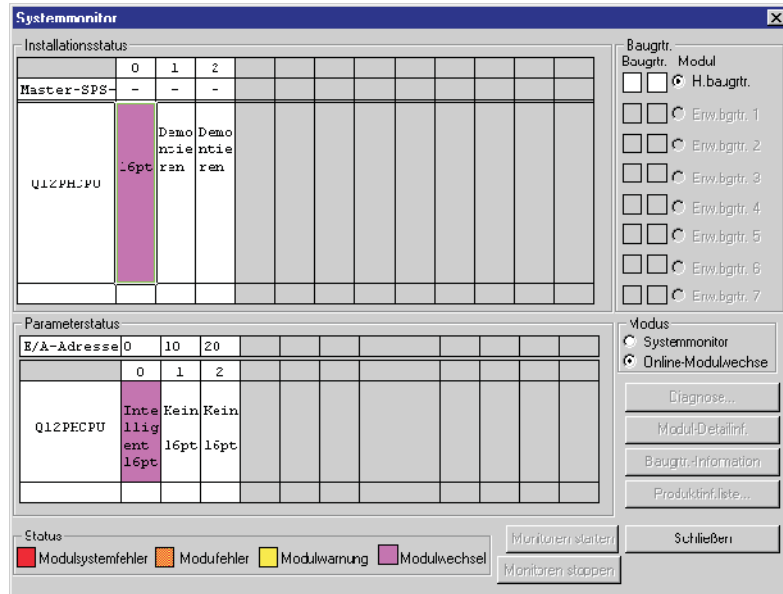 Systemmonitor
Installationsstatus
0 1 2
Master-SPS- - - -
16pt
Demo
ntie
ren
Demo
ntie
ren
Parameterstatus
E/A-Adresse 0 10 20
0 1 2
Q12PHCPU
Inte
llig
ent
16pt
Kein
16pt
Kein
16pt
Status
Modulsystemfehler Modufehler Modulwarnung Modulwechsel
Baugrtr.
Baugrtr. Modul
H.baugrtr.
Erw.bgrtr. 1
Erw.bgrtr. 2
Erw.bgrtr. 3
Erw.bgrtr. 4
Erw.bgrtr. 5
Erw.bgrtr. 6
Erw.bgrtr. 7
Modus
Systemmonitor
Online-Modulwechse
Diagnose...
Modul-Detailinf.
Baugrtr.-Information
Produktinf.liste...
Monitoren starten
Schließen
Monitoren stoppen